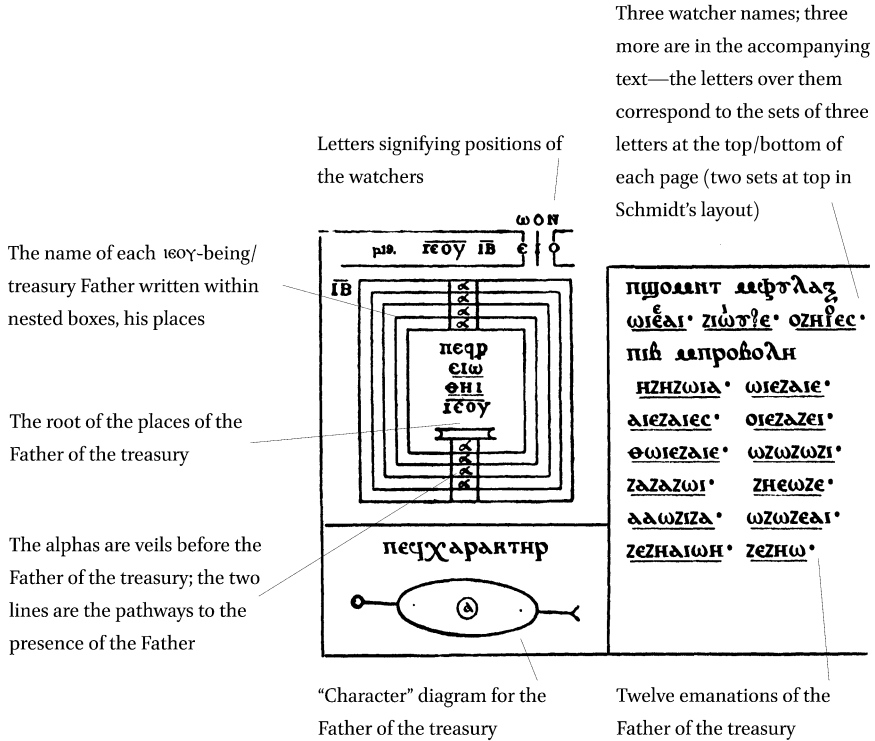 Three watcher names; three
more are in the accompanying
text—the letters over them
correspond to the sets of three
letters at the top/bottom of
each page (two sets at top in
Schmidt's layout)
Letters signifying positions of
the watchers
The name of each ⲓⲉⲟⲩ-being/
treasury Father written within
nested boxes, his places
The root of the places of the
Father of the treasury
The alphas are veils before the
Father of the treasury; the two
lines are the pathways to the
presence of the Father
ⲱ ⲟ ⲛ
p19. ⲓⲉⲟⲩ ⲓⲃ ⲉ ⲟ
ⲓⲃ
ⲁ
ⲁ
ⲁ
ⲁ
ⲡⲉϥⲣ
ⲉⲓⲱ
ⲑⲏⲓ
ⲓⲉⲟⲩ
ⲁ
ⲁ
ⲁ
ⲁ
ⲡⲉϥⲭⲁⲣⲁⲕⲧⲏⲣ
ⲁ
ⲡϣⲟⲙⲛⲧ ⲙⲫⲩⲗⲁⲝ
ⲡⲓⲃ ⲙⲡⲣⲟⲃⲟⲗⲏ
ⲏⲍⲏⲍⲱⲓⲁ· ⲱⲓⲉⲍⲁⲓⲉ·
ⲁⲓⲉⲍⲁⲓⲉⲥ· ⲟⲓⲉⲍⲁⲍⲉⲓ·
ⲑⲱⲓⲉⲍⲁⲓⲉ· ⲱⲍⲱⲍⲱⲍⲓ·
ⲍⲁⲍⲁⲍⲱⲓ· ⲍⲏⲉⲱⲍⲉ·
ⲁⲁⲱⲍⲓⲍⲁ· ⲱⲍⲱⲍⲉⲁⲓ·
ⲍⲉⲍⲏⲁⲓⲱⲏ· ⲍⲉⲍⲏⲱ·
"Character" diagram for the
Father of the treasury
Twelve emanations of the
Father of the treasury